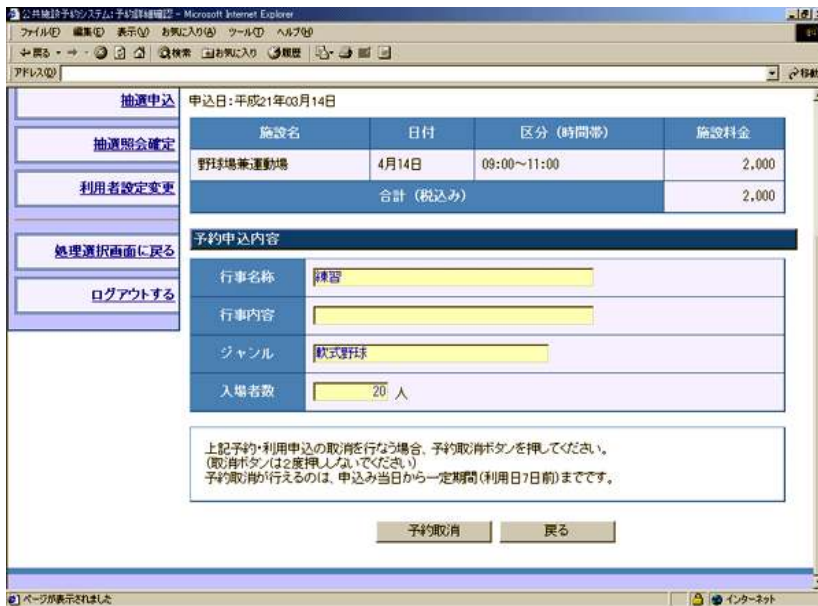 公共施設予約システム:予約詳細確認 - Microsoft Internet Explorer
ファイル(F) 編集(E) 表示(V) お気に入り(A) ツール(T) ヘルプ(H)
戻る 検索 お気に入り 履歴
アドレス(D) 移動
抽選申込
抽選照会確定
利用者設定変更
処理選択画面に戻る
ログアウトする
申込日:平成21年03月14日
施設名 日付 区分（時間帯） 施設料金
野球場兼運動場 4月14日 09:00～11:00 2,000
合計（税込み） 2,000
予約申込内容
行事名称 練習
行事内容
ジャンル 軟式野球
入場者数 20 人
上記予約・利用申込の取消を行なう場合、予約取消ボタンを押してください。
(取消ボタンは2度押ししないでください)
予約取消が行えるのは、申込み当日から一定期間(利用日7日前)までです。
予約取消 戻る
ページが表示されました インターネット